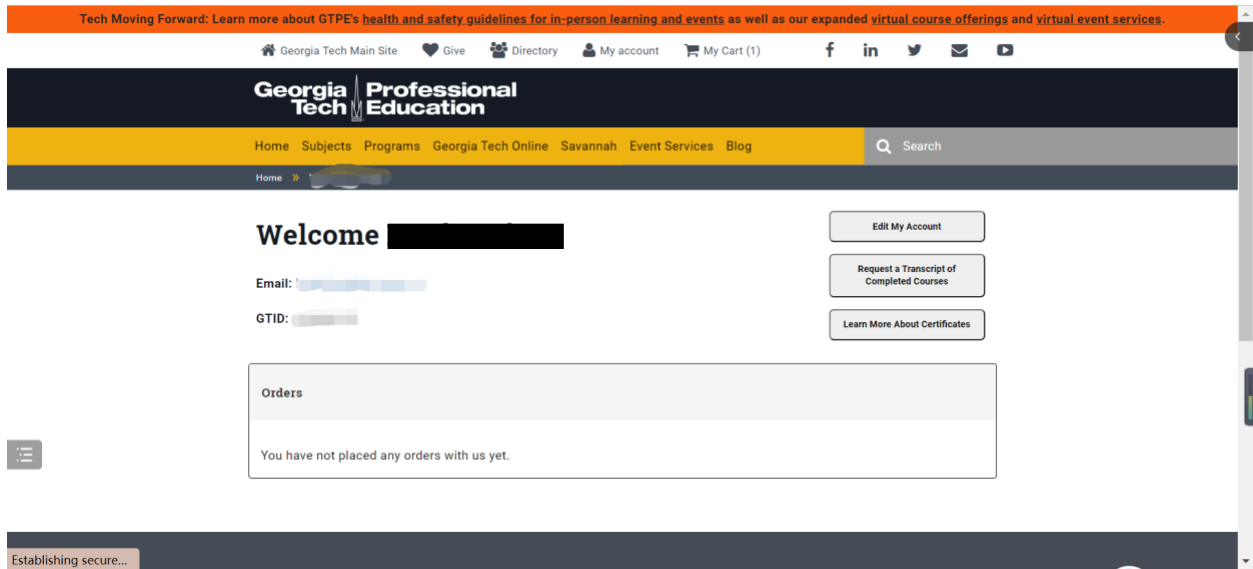 Tech Moving Forward: Learn more about GTPE's health and safety guidelines for in-person learning and events as well as our expanded virtual course offerings and virtual event services.
Georgia Tech Main Site Give Directory My account My Cart (1)
Georgia Tech Professional Education
Home Subjects Programs Georgia Tech Online Savannah Event Services Blog Search
Home »
Welcome
Edit My Account
Email:
Request a Transcript of
Completed Courses
GTID:
Learn More About Certificates
Orders
You have not placed any orders with us yet.
Establishing secure...